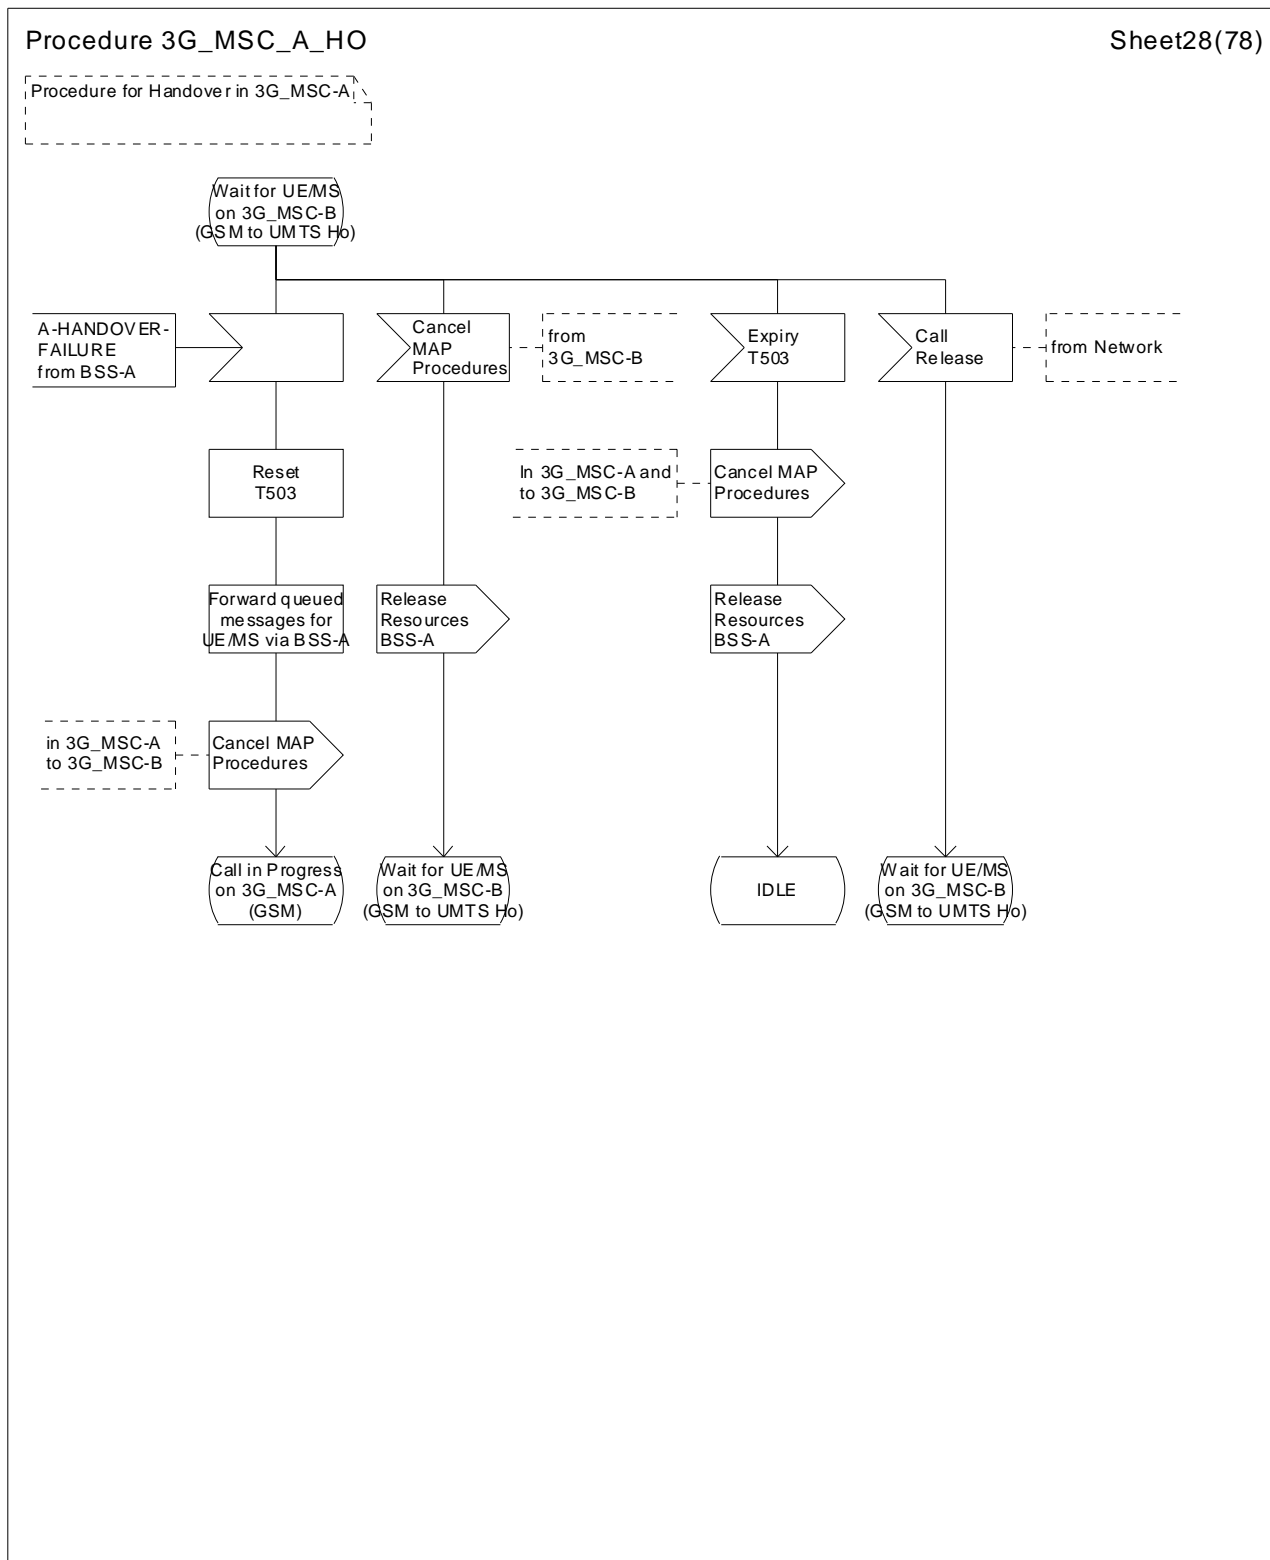 Procedure 3G_MSC_A_HO
Sheet28(78)
Procedure for Handover in 3G_MSC-A
Wait for UE/MS
on 3G_MSC-B
(GSM to UMTS Ho)
A-HANDOVER-
FAILURE
from BSS-A
Cancel
MAP
Procedures
from
3G_MSC-B
Expiry
T503
Call
Release
from Network
Reset
T503
In 3G_MSC-A and
to 3G_MSC-B
Cancel MAP
Procedures
Forward queued
messages for
UE/MS via BSS-A
Release
Resources
BSS-A
Release
Resources
BSS-A
in 3G_MSC-A
to 3G_MSC-B
Cancel MAP
Procedures
Call in Progress
on 3G_MSC-A
(GSM)
Wait for UE/MS
on 3G_MSC-B
(GSM to UMTS Ho)
IDLE
Wait for UE/MS
on 3G_MSC-B
(GSM to UMTS Ho)